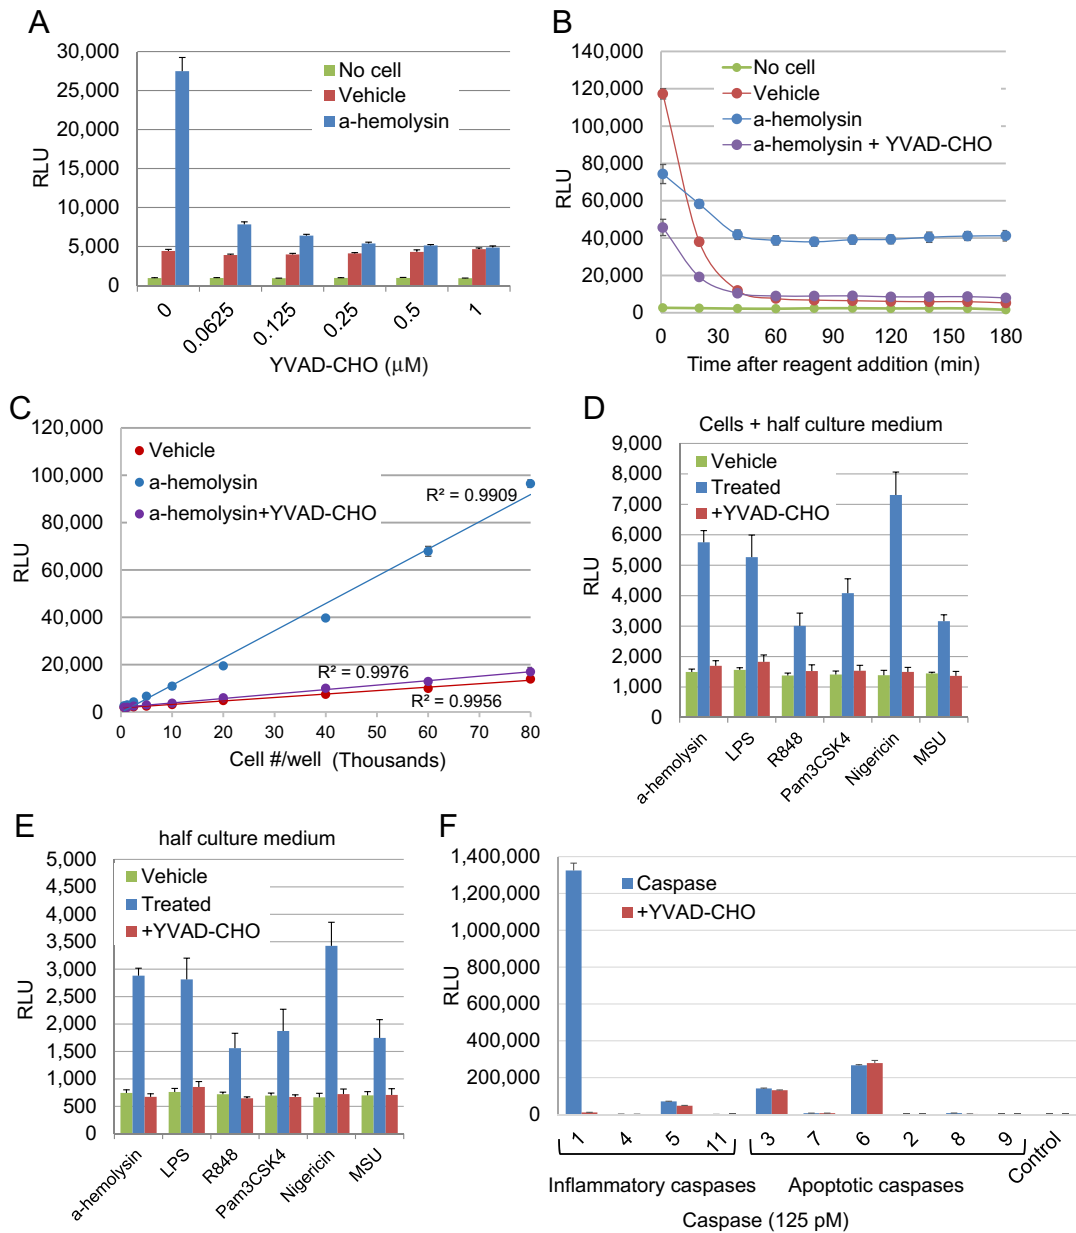 A
30,000
25,000
20,000
15,000
10,000
5,000
0
RLU
No cell
Vehicle
a-hemolysin
0
0.0625
0.125
0.25
0.5
1
YVAD-CHO (μM)
B
140,000
120,000
100,000
80,000
60,000
40,000
20,000
0
RLU
No cell
Vehicle
a-hemolysin
a-hemolysin + YVAD-CHO
0 20 40 60 80 100 120 140 160 180
Time after reagent addition (min)
C
120,000
100,000
80,000
60,000
40,000
20,000
0
RLU
Vehicle
a-hemolysin
a-hemolysin+YVAD-CHO
R² = 0.9909
R² = 0.9976
R² = 0.9956
0 10 20 30 40 50 60 70 80
Cell #/well (Thousands)
D
Cells + half culture medium
9,000
8,000
7,000
6,000
5,000
4,000
3,000
2,000
1,000
0
RLU
Vehicle
Treated
+YVAD-CHO
a-hemolysin
LPS
R848
Pam3CSK4
Nigericin
MSU
E
half culture medium
5,000
4,500
4,000
3,500
3,000
2,500
2,000
1,500
1,000
500
0
RLU
Vehicle
Treated
+YVAD-CHO
a-hemolysin
LPS
R848
Pam3CSK4
Nigericin
MSU
F
1,400,000
1,200,000
1,000,000
800,000
600,000
400,000
200,000
0
RLU
Caspase
+YVAD-CHO
1 4 5 11 3 7 6 2 8 9 Control
Inflammatory caspases Apoptotic caspases
Caspase (125 pM)